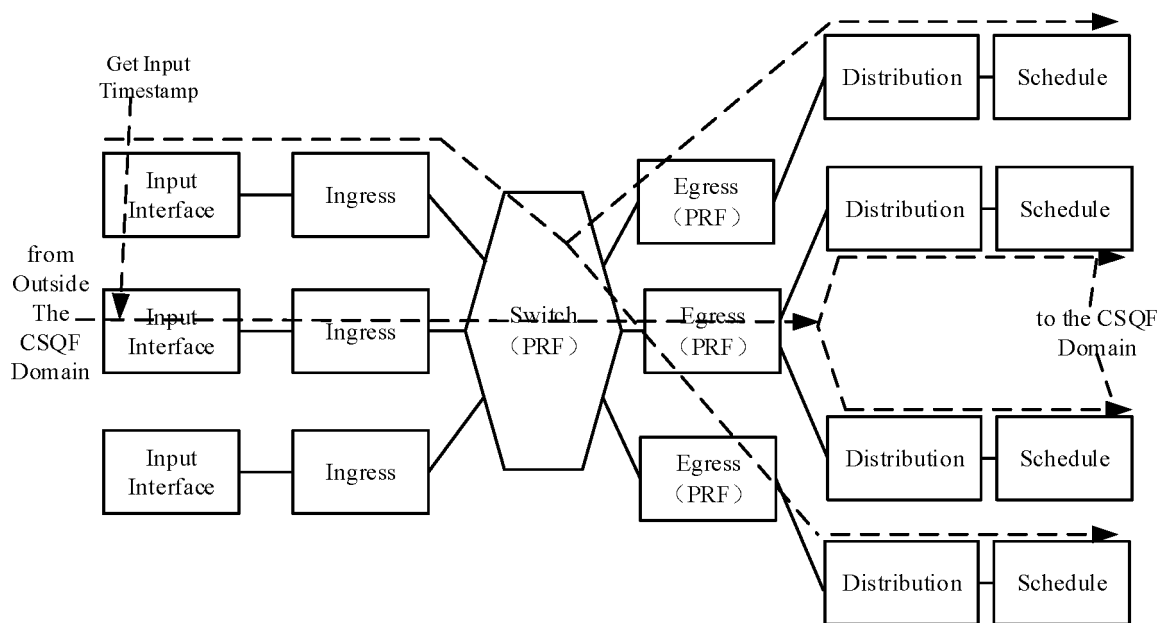 Get Input
Timestamp
Distribution
Schedule
Input
Interface
Ingress
Egress
（PRF）
Distribution
Schedule
from
Outside
The
CSQF
Domain
Input
Interface
Ingress
Switch
（PRF）
Egress
（PRF）
to the CSQF
Domain
Input
Interface
Ingress
Egress
（PRF）
Distribution
Schedule
Distribution
Schedule